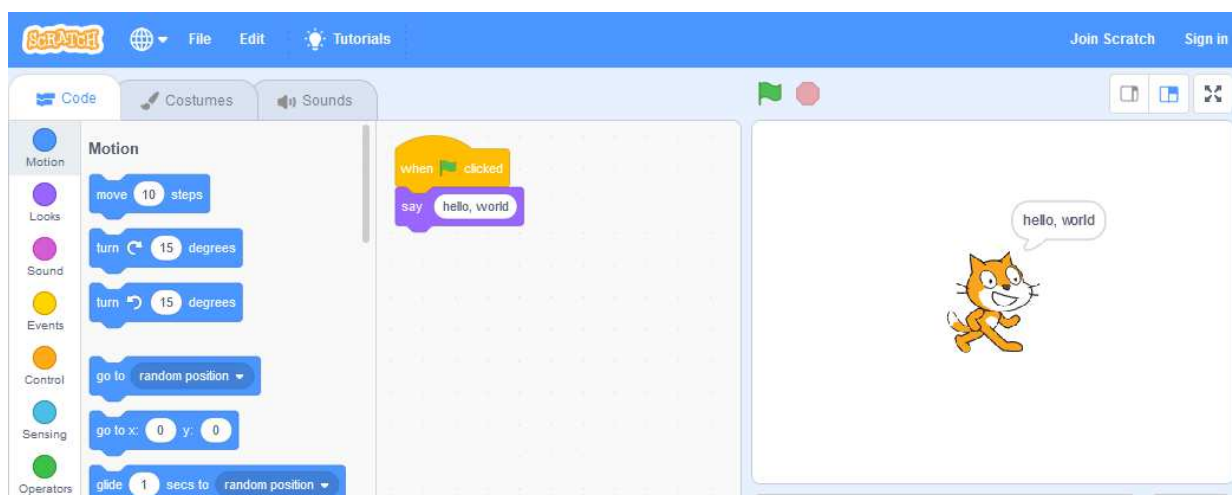 SCRATCH File Edit Tutorials Join Scratch Sign in
Code Costumes Sounds
Motion
Looks
Sound
Events
Control
Sensing
Operators
Motion
move 10 steps
turn 15 degrees
turn 15 degrees
go to random position
go to x: 0 y: 0
glide 1 secs to random position
when clicked
say hello, world
hello, world